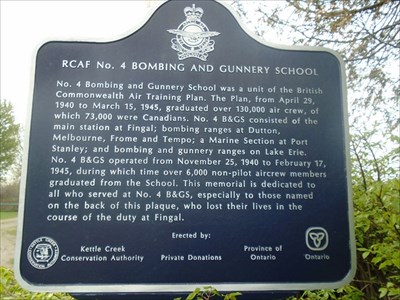 RCAF No. 4 BOMBING AND GUNNERY SCHOOL
No. 4 Bombing and Gunnery School was a unit of the British
Commonwealth Air Training Plan. The Plan, from April 29,
1940 to March 15, 1945, graduated over 130,000 air crew, of
which 73,000 were Canadians. No. 4 B&GS consisted of the
main station at Fingal; bombing ranges at Dutton,
Melbourne, Frome and Tempo; a Marine Section at Port
Stanley; and bombing and gunnery ranges on Lake Erie.
No. 4 B&GS operated from November 25, 1940 to February 17,
1945, during which time over 6,000 non-pilot aircrew members
graduated from the School. This memorial is dedicated to
all who served at No. 4 B&GS, especially to those named
on the back of this plaque, who lost their lives in the
course of the duty at Fingal.
Erected by:
Kettle Creek
Conservation Authority
Private Donations
Province of
Ontario
Ontario